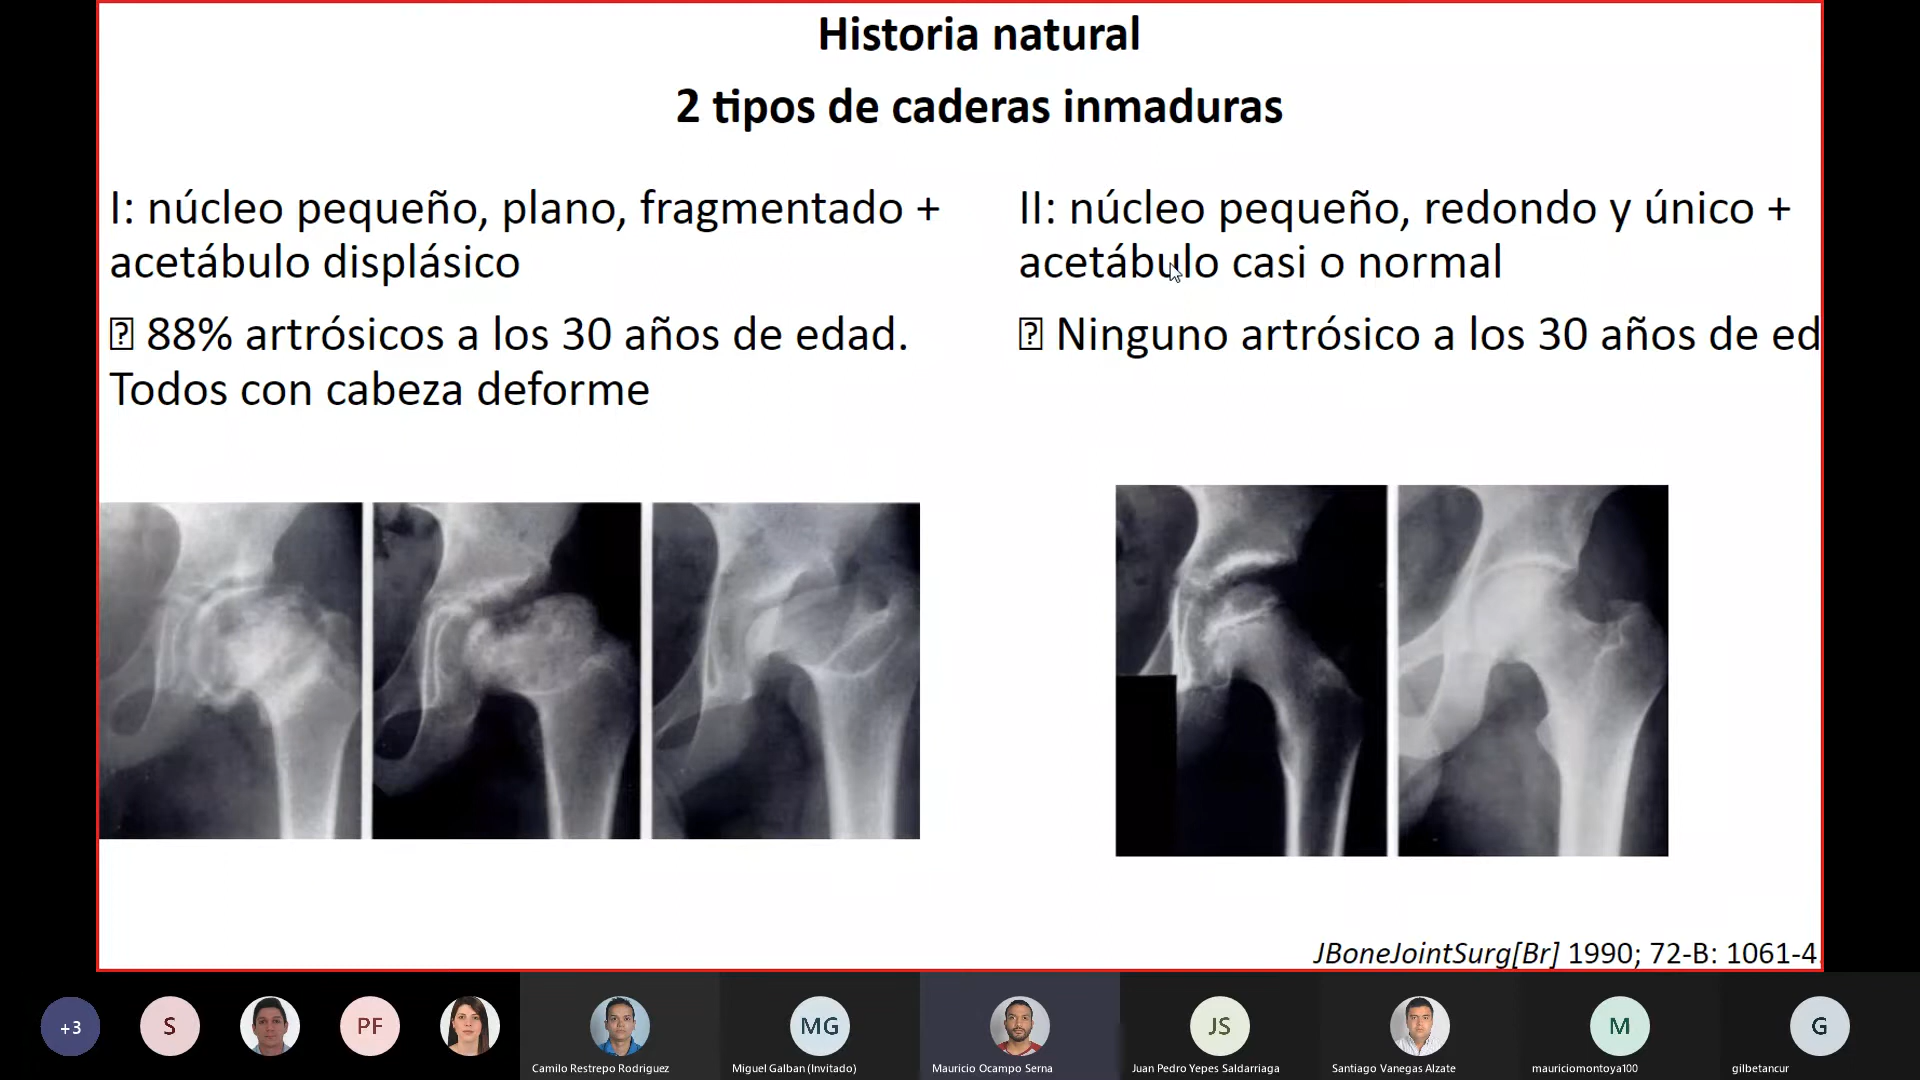 Historia natural
2 tipos de caderas inmaduras
I: núcleo pequeño, plano, fragmentado +
acetábulo displásico
88% artrósicos a los 30 años de edad.
Todos con cabeza deforme
II: núcleo pequeño, redondo y único +
acetábulo casi o normal
Ninguno artrósico a los 30 años de ed
JBoneJointSurg[Br] 1990; 72-B: 1061-4
+3
S
PF
MG
JS
M
G
Camilo Restrepo Rodriguez
Miguel Galban (Invitado)
Mauricio Ocampo Serna
Juan Pedro Yepes Saldarriaga
Santiago Vanegas Alzate
mauriciomontoya100
gilbetancur